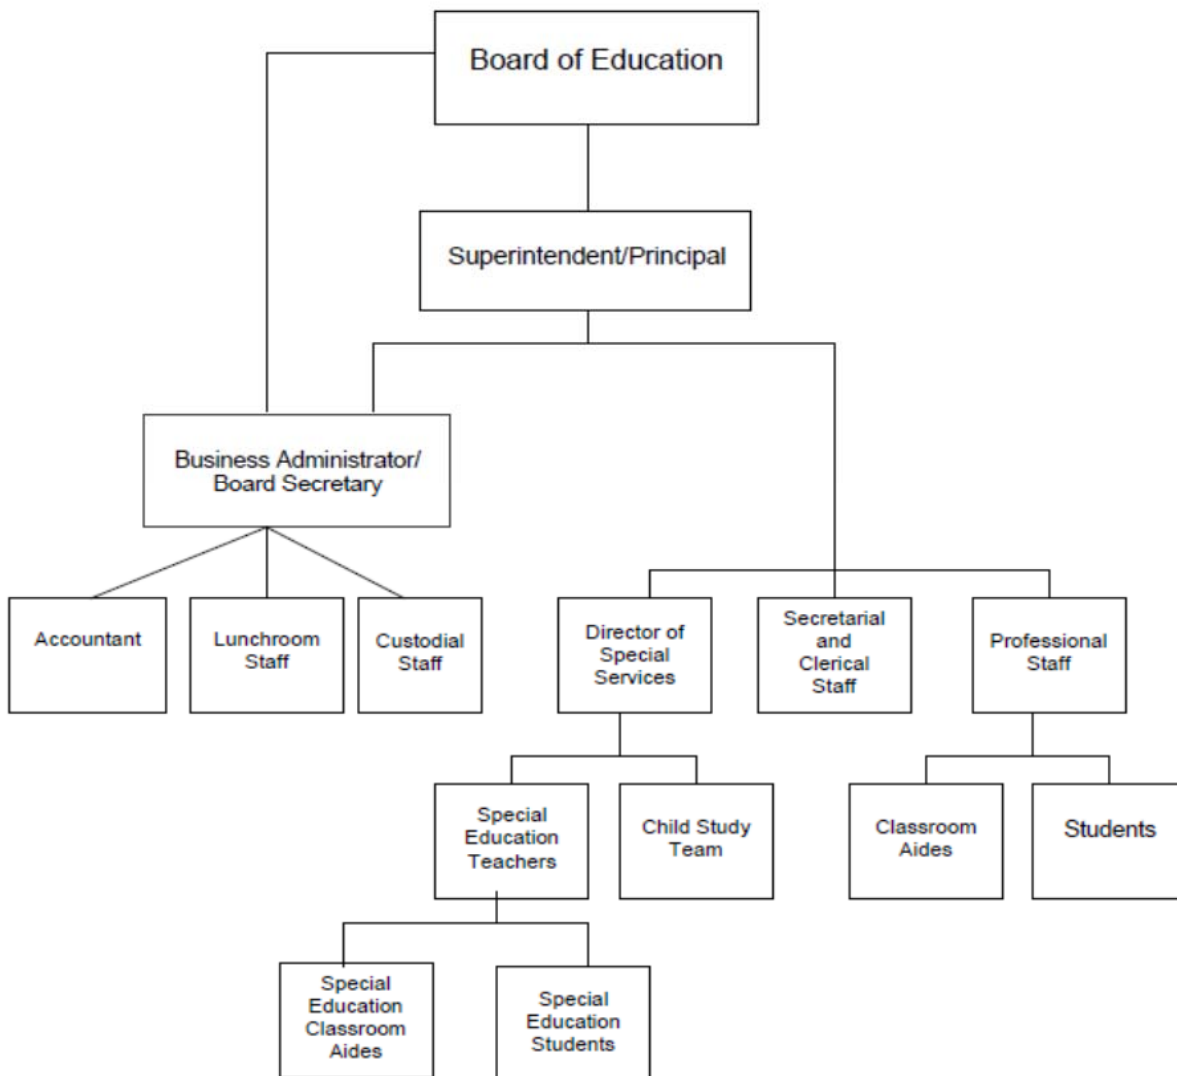 Board of Education
Superintendent/Principal
Business Administrator/
Board Secretary
Accountant
Lunchroom
Staff
Custodial
Staff
Director of
Special
Services
Secretarial
and
Clerical
Staff
Professional
Staff
Special
Education
Teachers
Child Study
Team
Classroom
Aides
Students
Special
Education
Classroom
Aides
Special
Education
Students